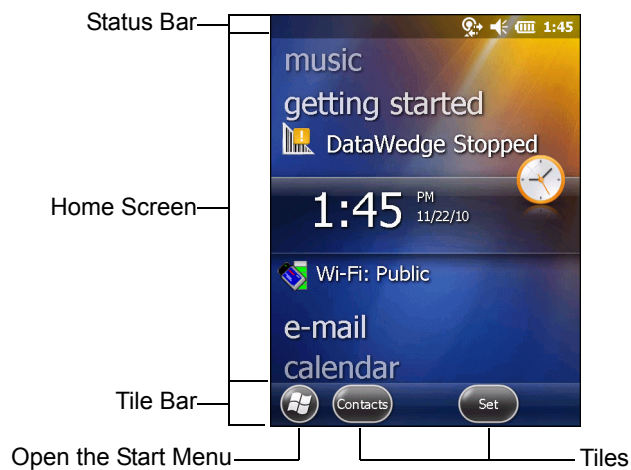 Status Bar
1:45
music
getting started
DataWedge Stopped
Home Screen
1:45 PM
11/22/10
Wi-Fi: Public
e-mail
calendar
Tile Bar
Contacts
Set
Open the Start Menu
Tiles